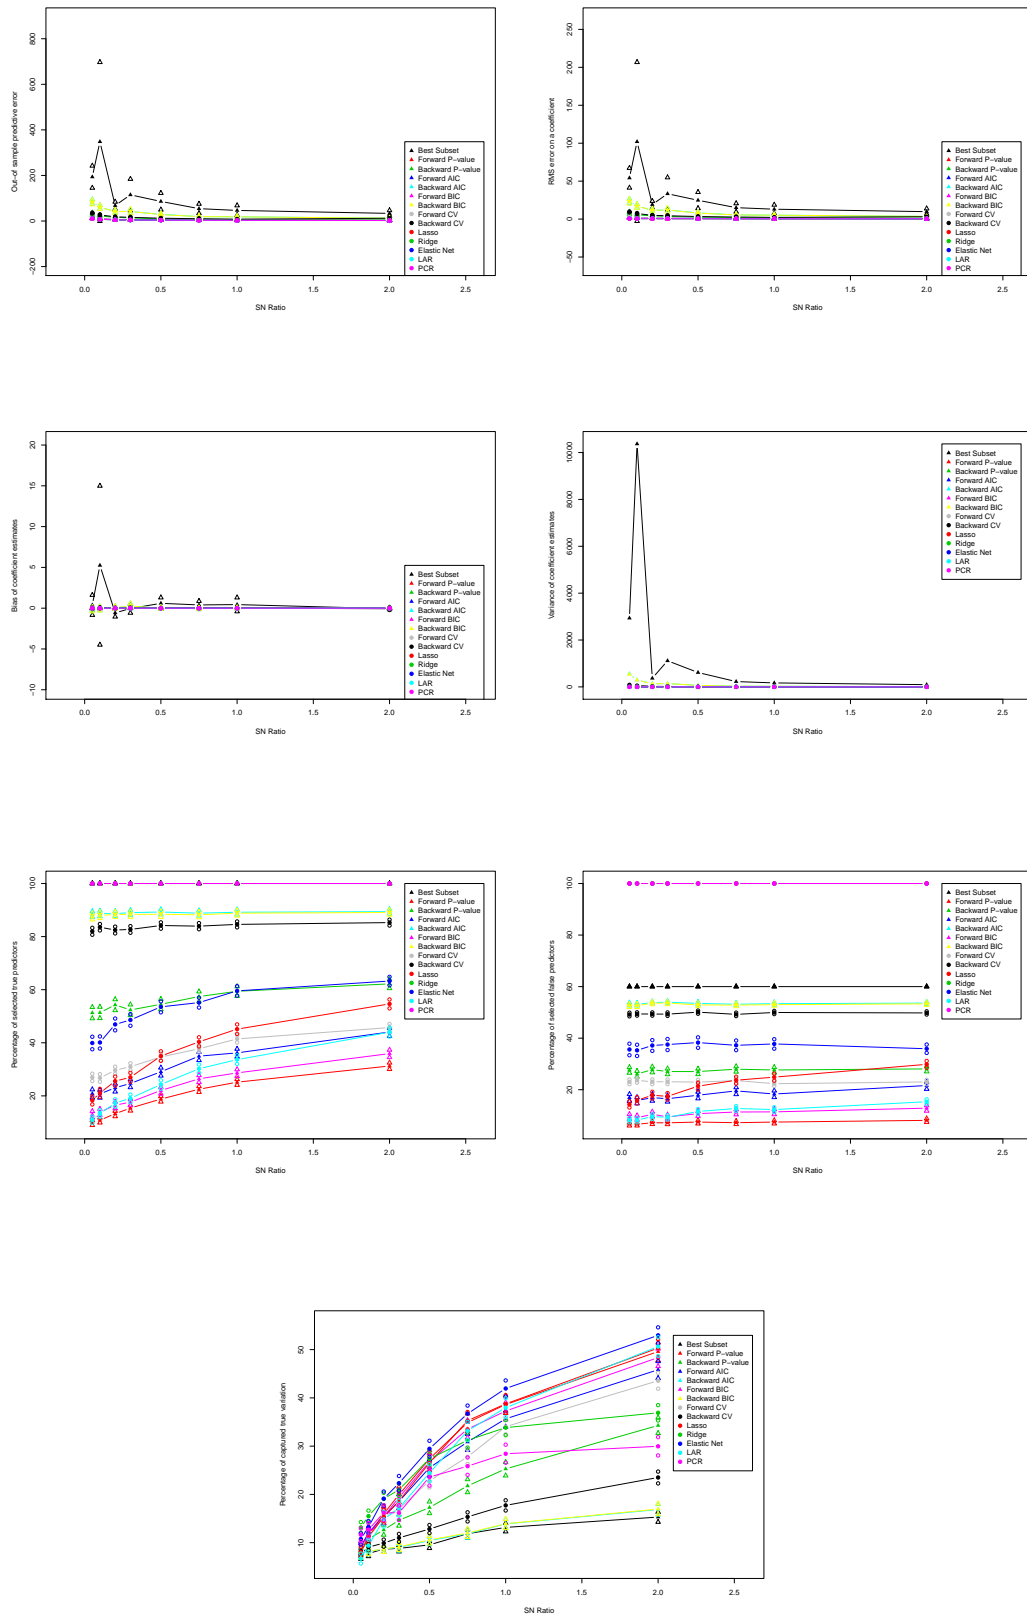 Out-of sample predictive error
800
600
400
200
0
−200
0.0 0.5 1.0 1.5 2.0 2.5
SN Ratio
Best Subset
Forward P−value
Backward P−value
Forward AIC
Backward AIC
Forward BIC
Backward BIC
Forward CV
Backward CV
Lasso
Ridge
Elastic Net
LAR
PCR
RMS error on a coefficient
250
200
150
100
50
0
−50
0.0 0.5 1.0 1.5 2.0 2.5
SN Ratio
Best Subset
Forward P−value
Backward P−value
Forward AIC
Backward AIC
Forward BIC
Backward BIC
Forward CV
Backward CV
Lasso
Ridge
Elastic Net
LAR
PCR
Bias of coefficient estimates
20
15
10
5
0
−5
−10
0.0 0.5 1.0 1.5 2.0 2.5
SN Ratio
Best Subset
Forward P−value
Backward P−value
Forward AIC
Backward AIC
Forward BIC
Backward BIC
Forward CV
Backward CV
Lasso
Ridge
Elastic Net
LAR
PCR
Variance of coefficient estimates
10000
8000
6000
4000
2000
0
0.0 0.5 1.0 1.5 2.0 2.5
SN Ratio
Best Subset
Forward P−value
Backward P−value
Forward AIC
Backward AIC
Forward BIC
Backward BIC
Forward CV
Backward CV
Lasso
Ridge
Elastic Net
LAR
PCR
Percentage of selected true predictors
100
80
60
40
20
0.0 0.5 1.0 1.5 2.0 2.5
SN Ratio
Best Subset
Forward P−value
Backward P−value
Forward AIC
Backward AIC
Forward BIC
Backward BIC
Forward CV
Backward CV
Lasso
Ridge
Elastic Net
LAR
PCR
Percentage of selected false predictors
100
80
60
40
20
0.0 0.5 1.0 1.5 2.0 2.5
SN Ratio
Best Subset
Forward P−value
Backward P−value
Forward AIC
Backward AIC
Forward BIC
Backward BIC
Forward CV
Backward CV
Lasso
Ridge
Elastic Net
LAR
PCR
Percentage of captured true variation
50
40
30
20
10
0.0 0.5 1.0 1.5 2.0 2.5
SN Ratio
Best Subset
Forward P−value
Backward P−value
Forward AIC
Backward AIC
Forward BIC
Backward BIC
Forward CV
Backward CV
Lasso
Ridge
Elastic Net
LAR
PCR